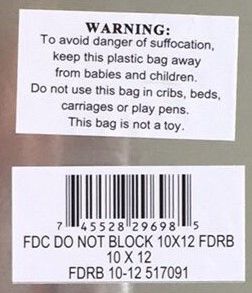 WARNING:
To avoid danger of suffocation,
keep this plastic bag away
from babies and children.
Do not use this bag in cribs, beds,
carriages or play pens.
This bag is not a toy.
7 45528 29698 5
FDC DO NOT BLOCK 10X12 FDRB
10 X 12
FDRB 10-12 517091